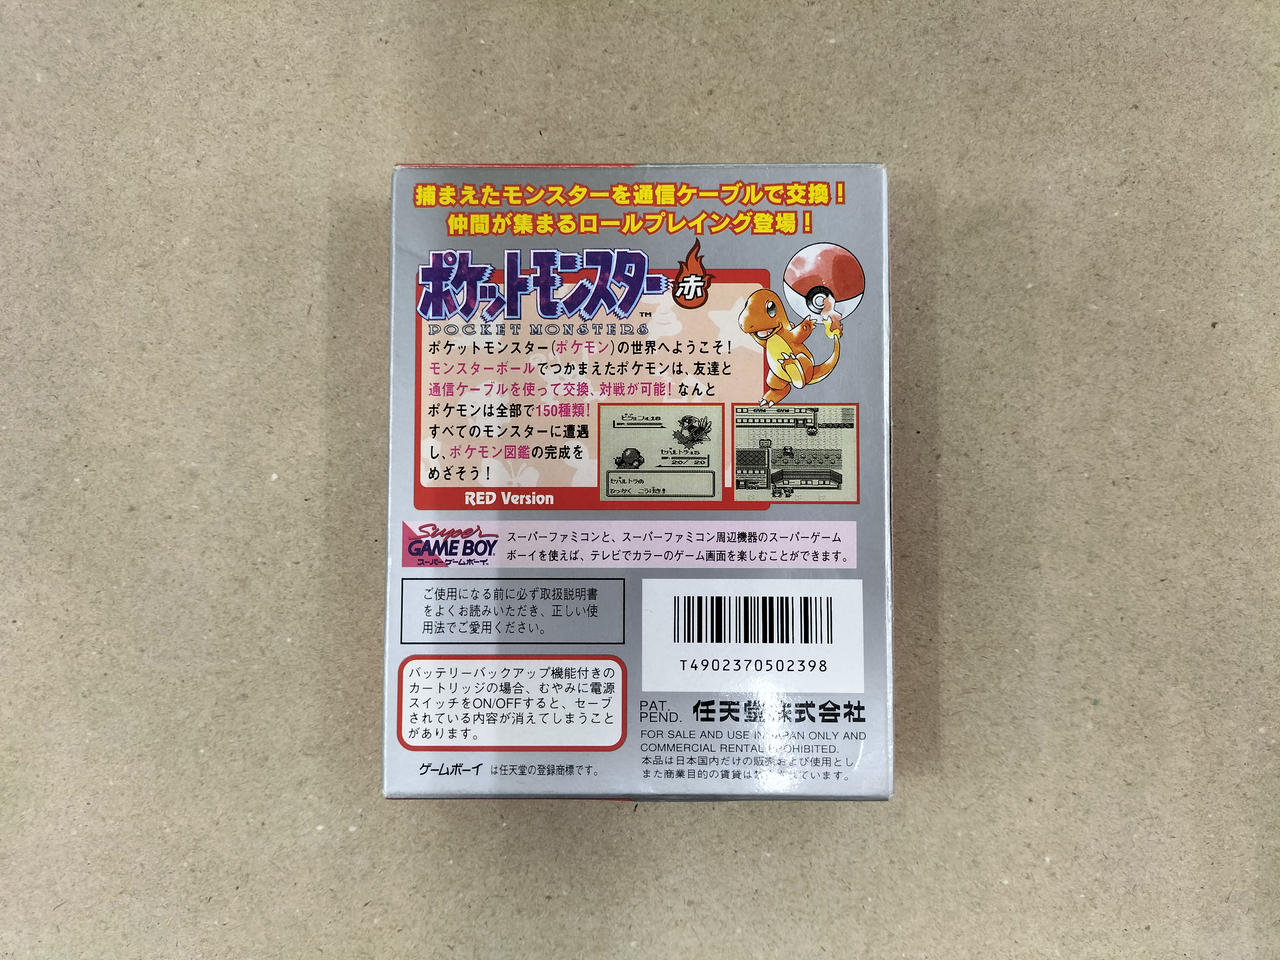 捕まえたモンスターを通信ケーブルで交換!
仲間が集まるロールプレイング登場!
ポケットモンスター 赤
TM
POCKET MONSTERS
ポケットモンスター(ポケモン)の世界へようこそ!
モンスターボールでつかまえたポケモンは、友達と
通信ケーブルを使って交換、対戦が可能! なんと
ポケモンは全部で150種類!
すべてのモンスターに遭遇
し、ポケモン図鑑の完成を
めざそう!
RED Version
Super
GAME BOY
スーパーゲームボーイ
スーパーファミコンと、スーパーファミコン周辺機器のスーパーゲーム
ボーイを使えば、テレビでカラーのゲーム画面を楽しむことができます。
ご使用になる前に必ず取扱説明書
をよくお読みいただき、正しい使
用法でご愛用ください。
バッテリーバックアップ機能付きの
カートリッジの場合、むやみに電源
スイッチをON/OFFすると、セーブ
されている内容が消えてしまうこと
があります。
ゲームボーイ は任天堂の登録商標です。
T4902370502398
PAT.
PEND. 任天堂株式会社
FOR SALE AND USE IN JAPAN ONLY AND
COMMERCIAL RENTAL PROHIBITED.
本品は日本国内だけの販売および使用とし
また商業目的の賃貸は されています。